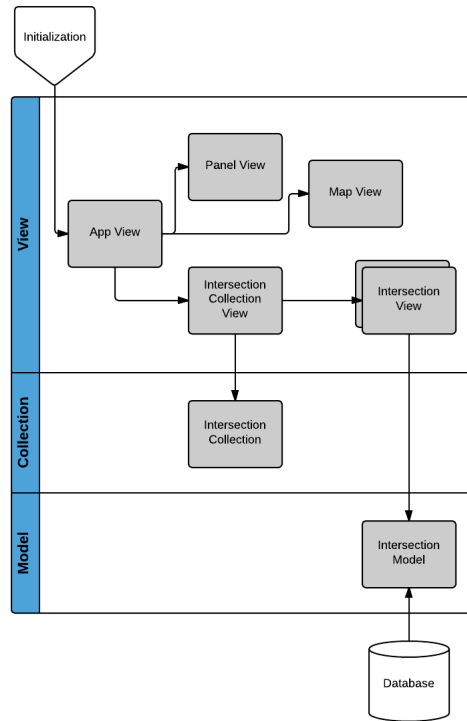 Initialization
View
Panel View
Map View
App View
Intersection
Collection
View
Intersection
View
Collection
Intersection
Collection
Model
Intersection
Model
Database